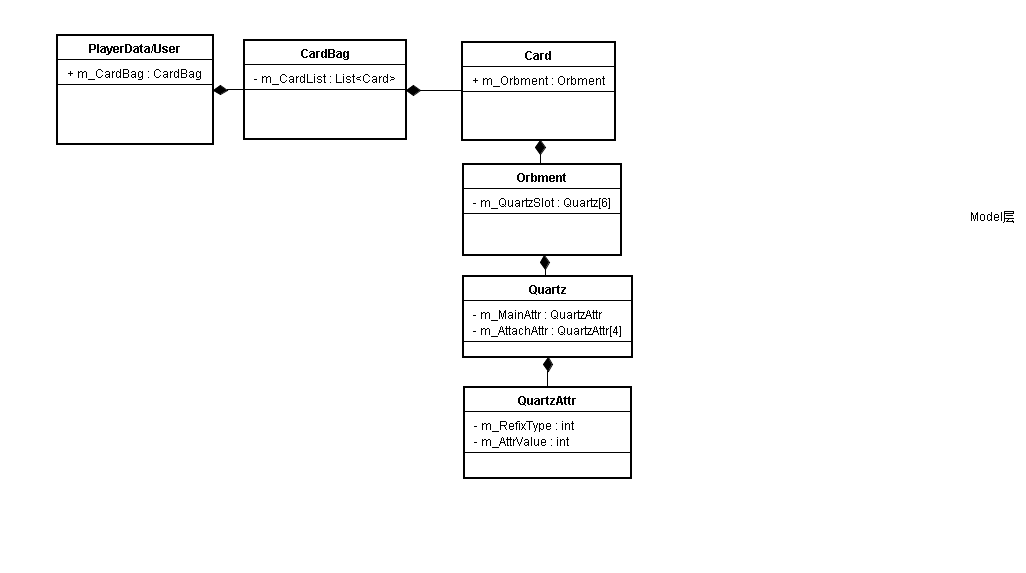 PlayerData/User
+ m_CardBag : CardBag
CardBag
- m_CardList : List<Card>
Card
+ m_Orbment : Orbment
Orbment
- m_QuartzSlot : Quartz[6]
Quartz
- m_MainAttr : QuartzAttr
- m_AttachAttr : QuartzAttr[4]
QuartzAttr
- m_RefixType : int
- m_AttrValue : int
Model层